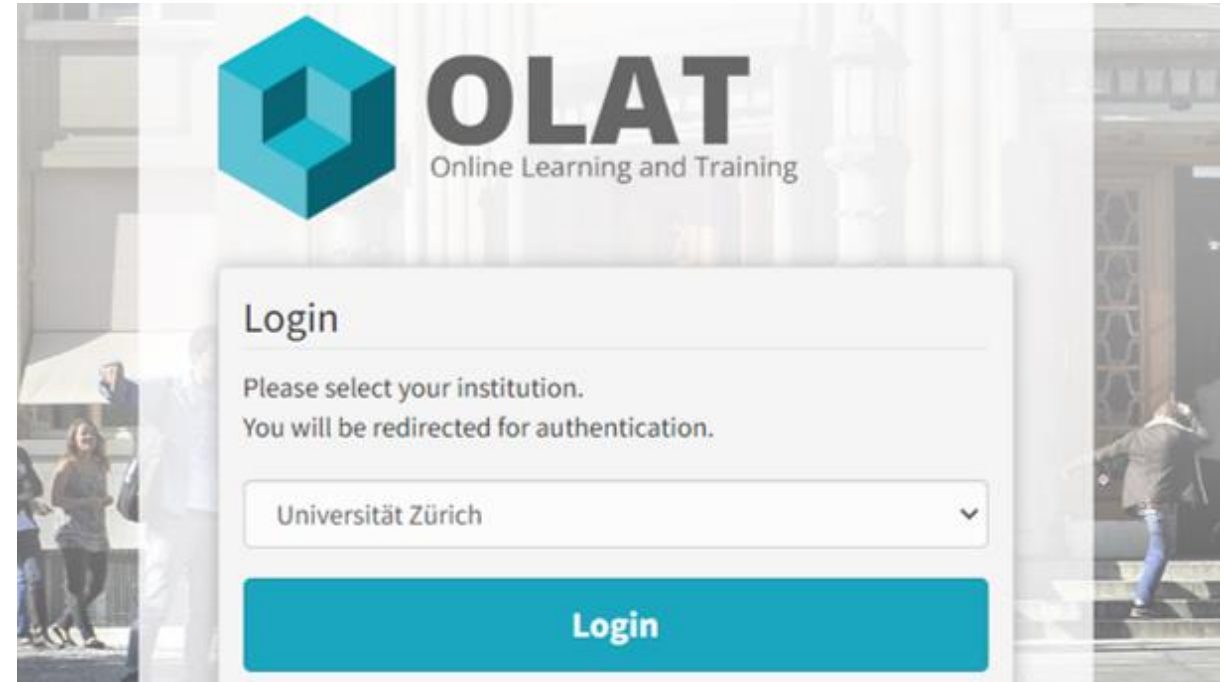 OLAT
Online Learning and Training
Login
Please select your institution.
You will be redirected for authentication.
Universität Zürich
Login